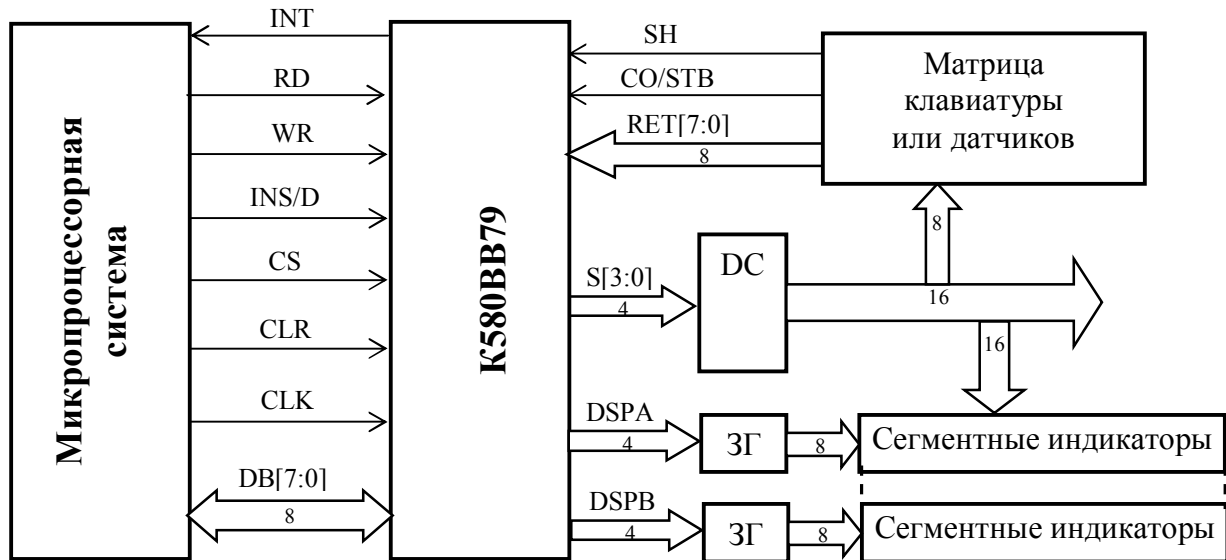 Микропроцессорная
система
INT
RD
WR
INS/D
CS
CLR
CLK
DB[7:0]
8
К580ВВ79
SH
CO/STB
RET[7:0]
8
Матрица
клавиатуры
или датчиков
8
S[3:0]
4
DC
16
16
DSPA
4
ЗГ
8
Сегментные индикаторы
DSPB
4
ЗГ
8
Сегментные индикаторы